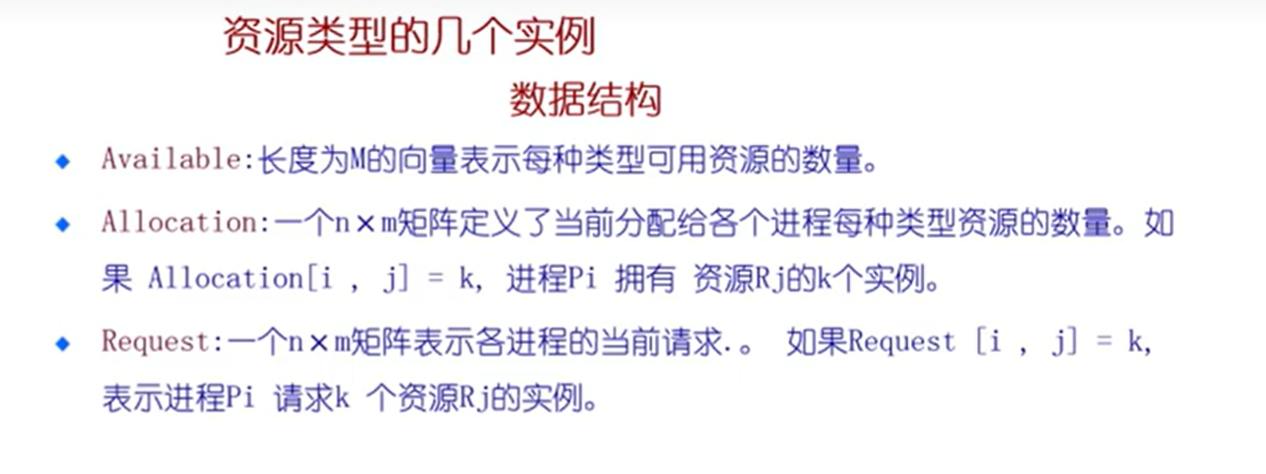 资源类型的几个实例
数据结构
Available:长度为M的向量表示每种类型可用资源的数量。
Allocation:一个n×m矩阵定义了当前分配给各个进程每种类型资源的数量。如
果 Allocation[i , j] = k, 进程Pi 拥有 资源Rj的k个实例。
Request:一个n×m矩阵表示各进程的当前请求.。 如果Request [i , j] = k,
表示进程Pi 请求k 个资源Rj的实例。